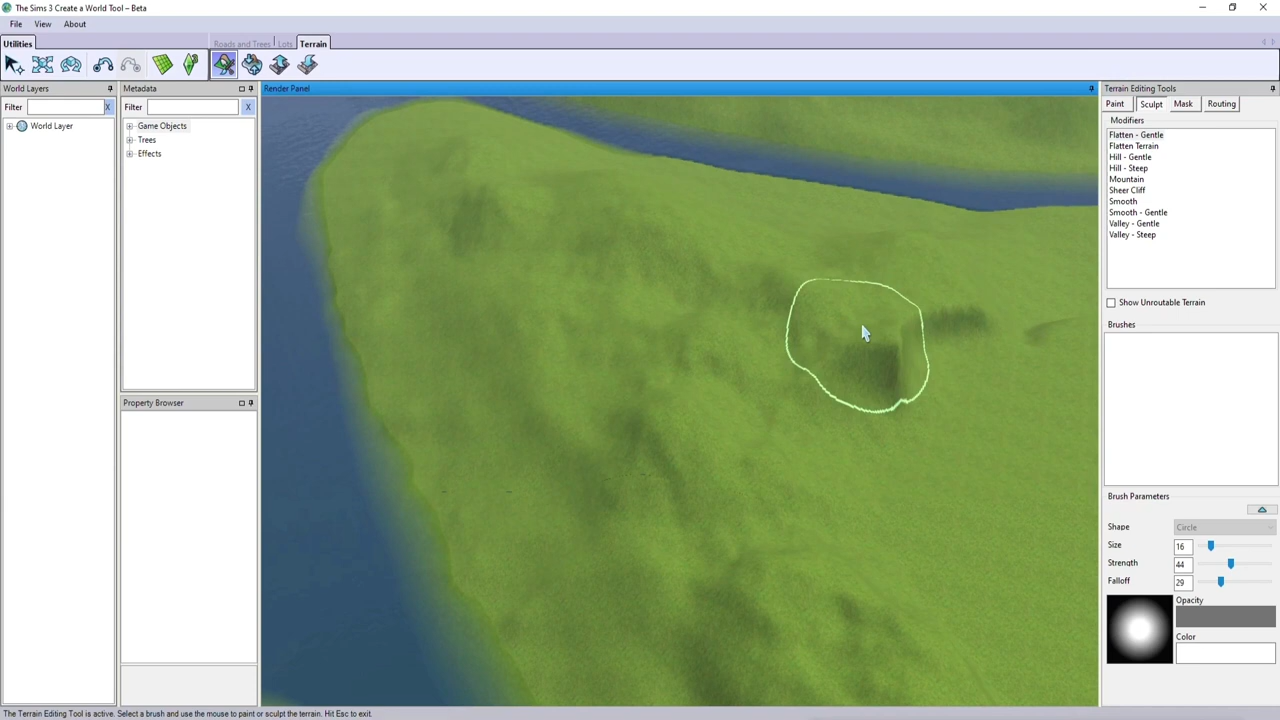 The Sims 3 Create a World Tool – Beta
File View About
Utilities Roads and Trees Lots Terrain
World Layers
Filter X
World Layer
Metadata
Filter X
Game Objects
Trees
Effects
Property Browser
Render Panel
Terrain Editing Tools
Paint Sculpt Mask Routing
Modifiers
Flatten - Gentle
Flatten Terrain
Hill - Gentle
Hill - Steep
Mountain
Sheer Cliff
Smooth
Smooth - Gentle
Valley - Gentle
Valley - Steep
Show Unroutable Terrain
Brushes
Brush Parameters
Shape Circle
Size 16
Strength 44
Falloff 29
Opacity
Color
The Terrain Editing Tool is active. Select a brush and use the mouse to paint or sculpt the terrain. Hit Esc to exit.